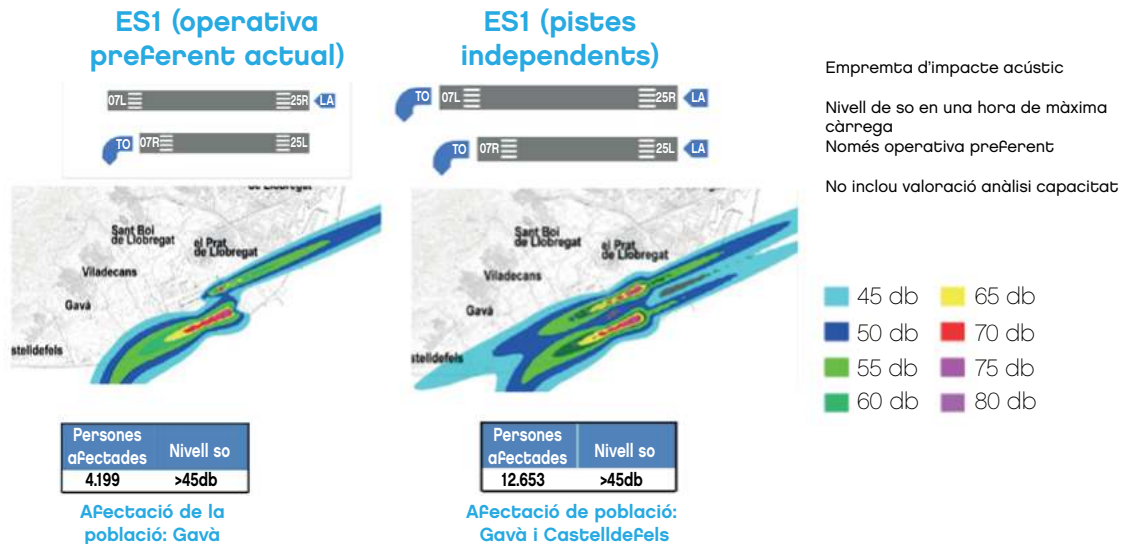 ES1 (operativa
preferent actual)
07L
25R
LA
TO
07R
25L
Sant Boi
de Llobregat
el Prat
de Llobregat
Viladecans
Gavà
stelldefels
Persones
afectades
Nivell so
4.199
>45db
Afectació de la
població: Gavà
ES1 (pistes
independents)
TO
07L
25R
LA
TO
07R
25L
LA
Sant Boi
de Llobregat
el Prat
de Llobregat
Viladecans
Gavà
stelldefels
Persones
afectades
Nivell so
12.653
>45db
Afectació de població:
Gavà i Castelldefels
Empremta d'impacte acústic
Nivell de so en una hora de màxima
càrrega
Només operativa preferent
No inclou valoració anàlisi capacitat
45 db
50 db
55 db
60 db
65 db
70 db
75 db
80 db